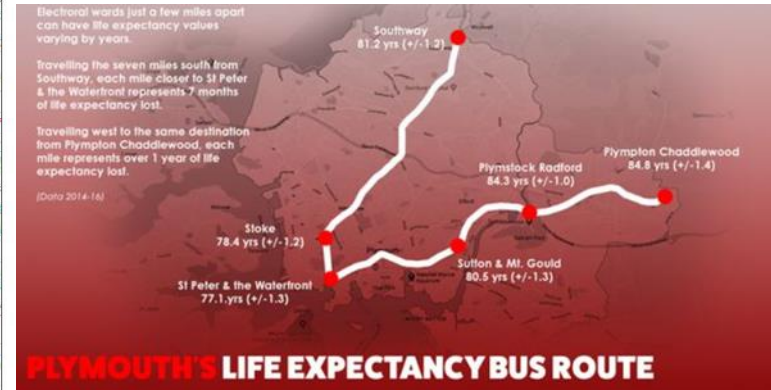 Electroral wards just a few miles apart
can have life expectancy values
varying by years.
Travelling the seven miles south from
Southway, each mile closer to St Peter
& the Waterfront represents 7 months
of life expectancy lost.
Travelling west to the same destination
from Plympton Chaddlewood, each
mile represents over 1 year of life
expectancy lost.
(Data 2014-16)
Southway
81.2 yrs (+/-1.2)
Plympton Chaddlewood
84.8 yrs (+/-1.4)
Plymstock Radford
84.3 yrs (+/-1.0)
Stoke
78.4 yrs (+/-1.2)
Sutton & Mt. Gould
80.5 yrs (+/-1.3)
St Peter & the Waterfront
77.1.yrs (+/-1.3)
PLYMOUTH'S LIFE EXPECTANCY BUS ROUTE